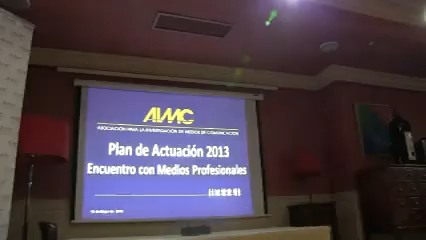 AIMC
ASOCIACIÓN PARA LA INVESTIGACIÓN DE MEDIOS DE COMUNICACIÓN
Plan de Actuación 2013
Encuentro con Medios Profesionales